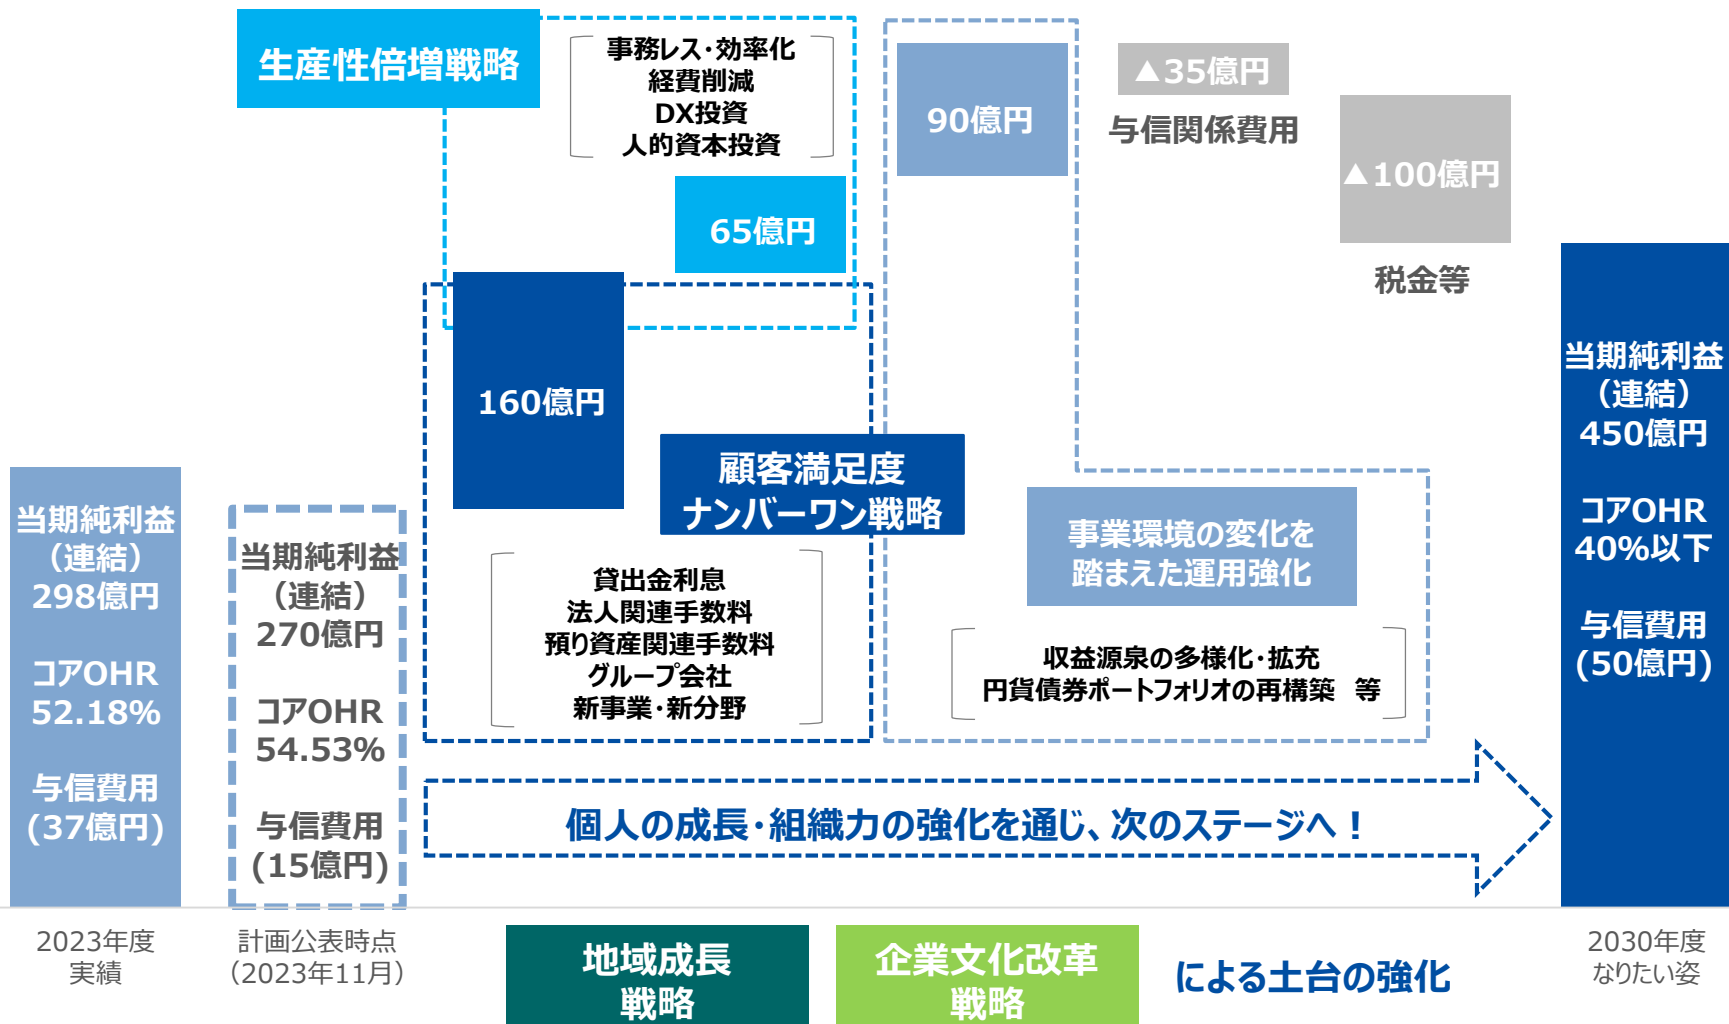 生産性倍増戦略
事務レス・効率化
経費削減
DX投資
人的資本投資
65億円
160億円
顧客満足度
ナンバーワン戦略
貸出金利息
法人関連手数料
預り資産関連手数料
グループ会社
新事業・新分野
90億円
事業環境の変化を
踏まえた運用強化
収益源泉の多様化・拡充
円貨債券ポートフォリオの再構築 等
▲35億円
与信関係費用
▲100億円
税金等
当期純利益
（連結）
298億円
コアOHR
52.18%
与信費用
(37億円)
当期純利益
（連結）
270億円
コアOHR
54.53%
与信費用
(15億円)
当期純利益
（連結）
450億円
コアOHR
40%以下
与信費用
(50億円)
個人の成長・組織力の強化を通じ、次のステージへ！
2023年度
実績
計画公表時点
（2023年11月）
地域成長
戦略
企業文化改革
戦略
による土台の強化
2030年度
なりたい姿